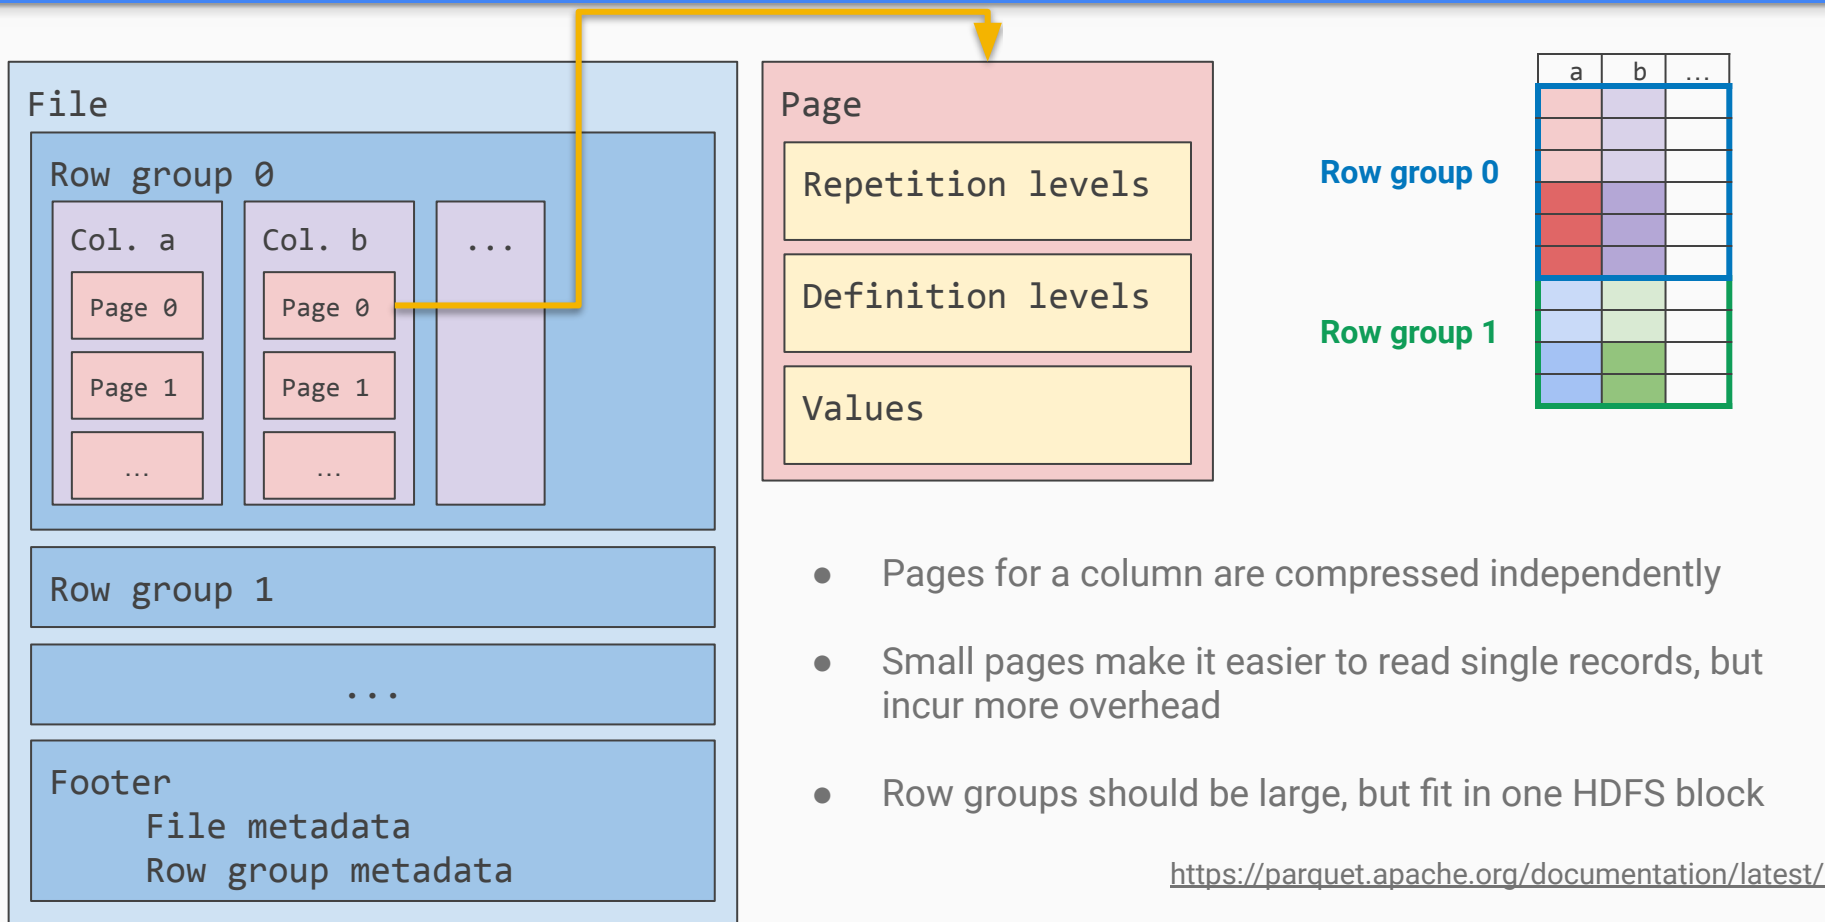 File
Row group 0
Col. a
Page 0
Page 1
...
Col. b
Page 0
Page 1
...
...
Row group 1
...
Footer
File metadata
Row group metadata
Page
Repetition levels
Definition levels
Values
a b ...
Row group 0
Row group 1
● Pages for a column are compressed independently
● Small pages make it easier to read single records, but
incur more overhead
● Row groups should be large, but fit in one HDFS block
https://parquet.apache.org/documentation/latest/